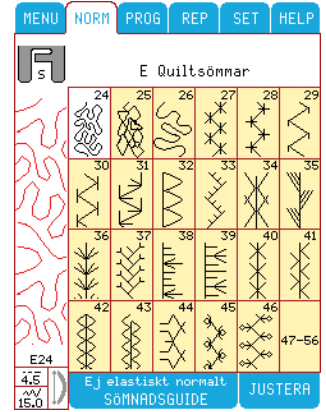 MENU NORM PROG REP SET HELP
S
E Quiltsömmar
24 25 26 27 28 29
30 31 32 33 34 35
36 37 38 39 40 41
42 43 44 45 46 47-56
E24
4.5
15.0
Ej elastiskt normalt
SÖMNADSGUIDE
JUSTERA